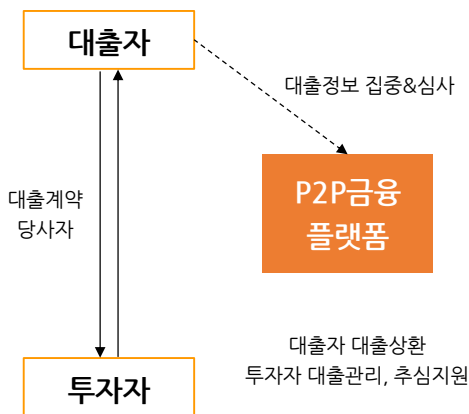 대출자
대출정보 집중&심사
P2P금융
플랫폼
대출계약
당사자
대출자 대출상환
투자자 대출관리, 추심지원
투자자